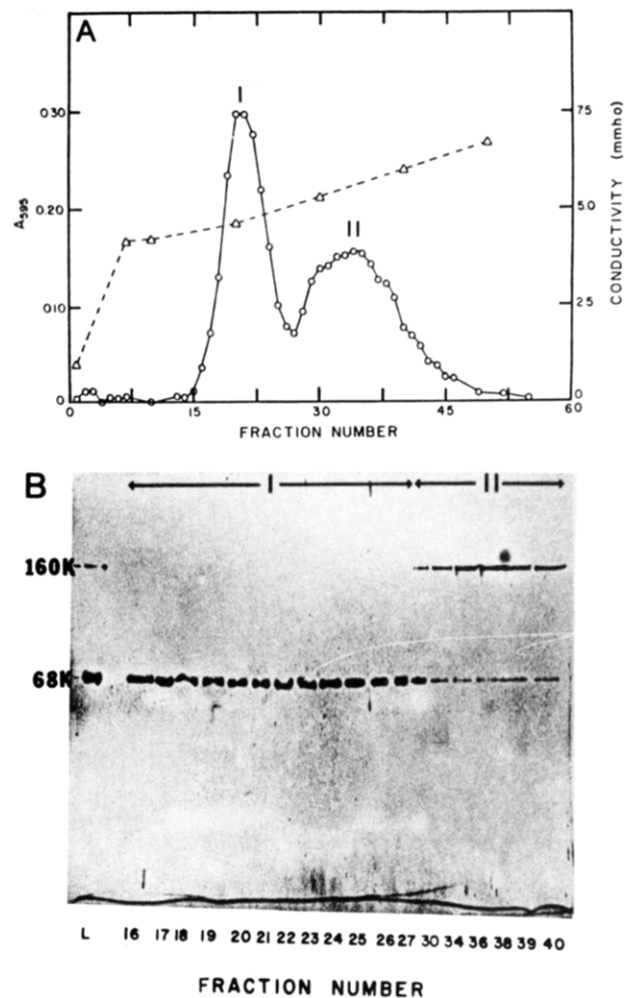 A
I
II
0.30
0.20
0.10
0
A595
7.5
5.0
2.5
0
CONDUCTIVITY (mmho)
0 15 30 45 60
FRACTION NUMBER
B
I II
160K
68K
L 16 17 18 19 20 21 22 23 24 25 26 27 30 34 36 38 39 40
FRACTION NUMBER